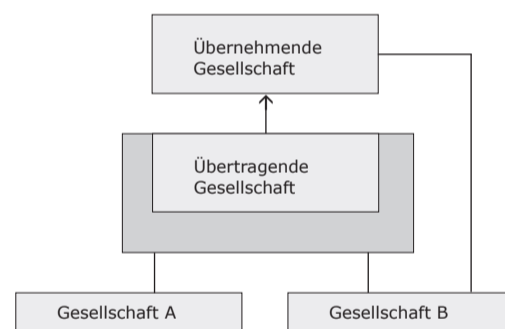 Übernehmende
Gesellschaft
Übertragende
Gesellschaft
Gesellschaft A
Gesellschaft B